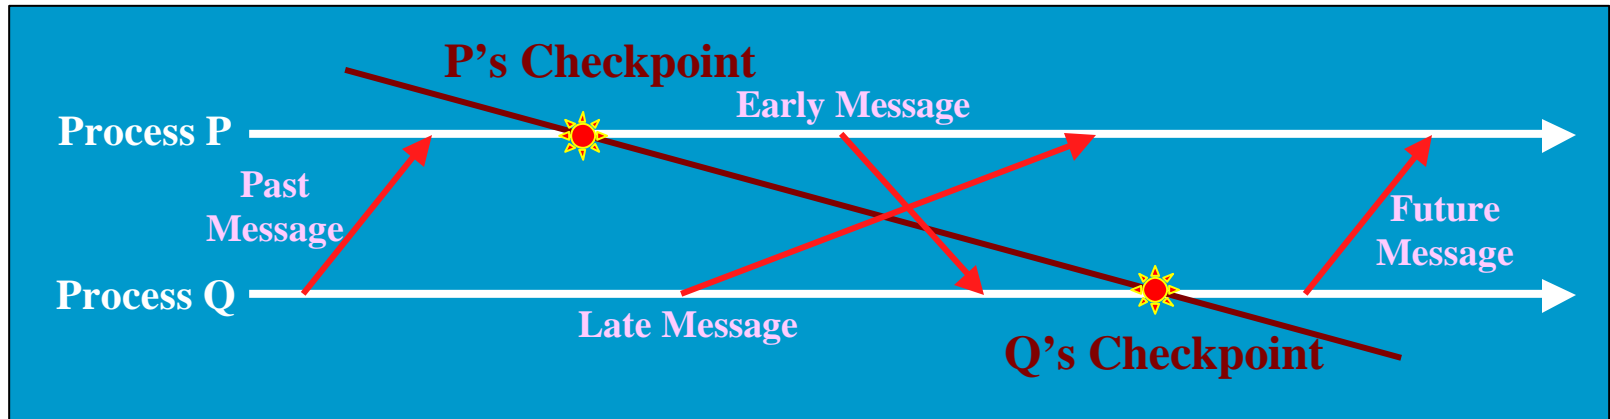 P’s Checkpoint
Early Message
Process P
Past
Message
Future
Message
Process Q
Late Message
Q’s Checkpoint